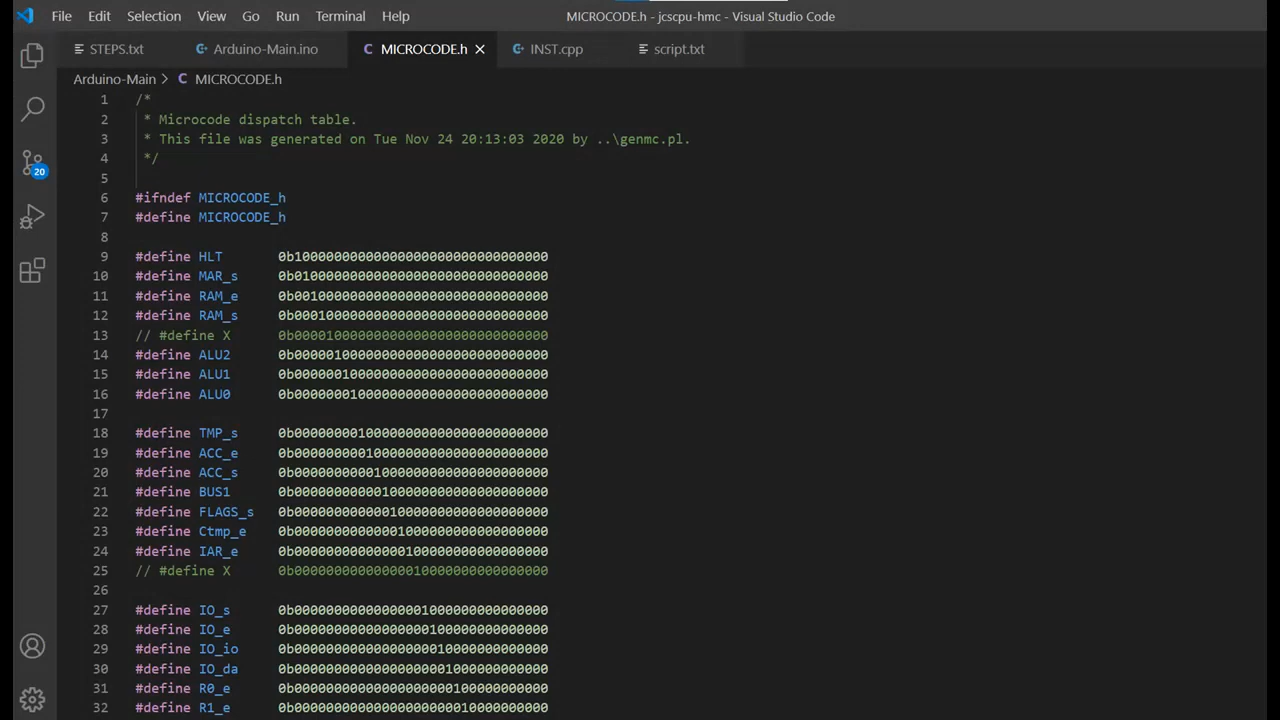 File Edit Selection View Go Run Terminal Help
MICROCODE.h - jcscpu-hmc - Visual Studio Code
STEPS.txt Arduino-Main.ino MICROCODE.h INST.cpp script.txt
Arduino-Main > MICROCODE.h
20
1 /*
2 * Microcode dispatch table.
3 * This file was generated on Tue Nov 24 20:13:03 2020 by ..\genmc.pl.
4 */
5
6 #ifndef MICROCODE_h
7 #define MICROCODE_h
8
9 #define HLT 0b10000000000000000000000000000000
10 #define MAR_s 0b01000000000000000000000000000000
11 #define RAM_e 0b00100000000000000000000000000000
12 #define RAM_s 0b00010000000000000000000000000000
13 // #define X 0b00001000000000000000000000000000
14 #define ALU2 0b00000100000000000000000000000000
15 #define ALU1 0b00000010000000000000000000000000
16 #define ALU0 0b00000001000000000000000000000000
17
18 #define TMP_s 0b00000000100000000000000000000000
19 #define ACC_e 0b00000000010000000000000000000000
20 #define ACC_s 0b00000000001000000000000000000000
21 #define BUS1 0b00000000000100000000000000000000
22 #define FLAGS_s 0b00000000000010000000000000000000
23 #define Ctmp_e 0b00000000000001000000000000000000
24 #define IAR_e 0b00000000000000100000000000000000
25 // #define X 0b00000000000000010000000000000000
26
27 #define IO_s 0b00000000000000001000000000000000
28 #define IO_e 0b00000000000000000100000000000000
29 #define IO_io 0b00000000000000000010000000000000
30 #define IO_da 0b00000000000000000001000000000000
31 #define R0_e 0b00000000000000000000100000000000
32 #define R1_e 0b00000000000000000000010000000000